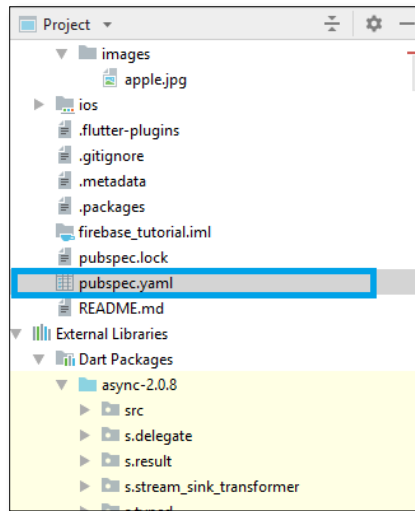 Project
images
apple.jpg
ios
.flutter-plugins
.gitignore
.metadata
.packages
firebase_tutorial.iml
pubspec.lock
pubspec.yaml
README.md
External Libraries
Dart Packages
async-2.0.8
src
s.delegate
s.result
s.stream_sink_transformer